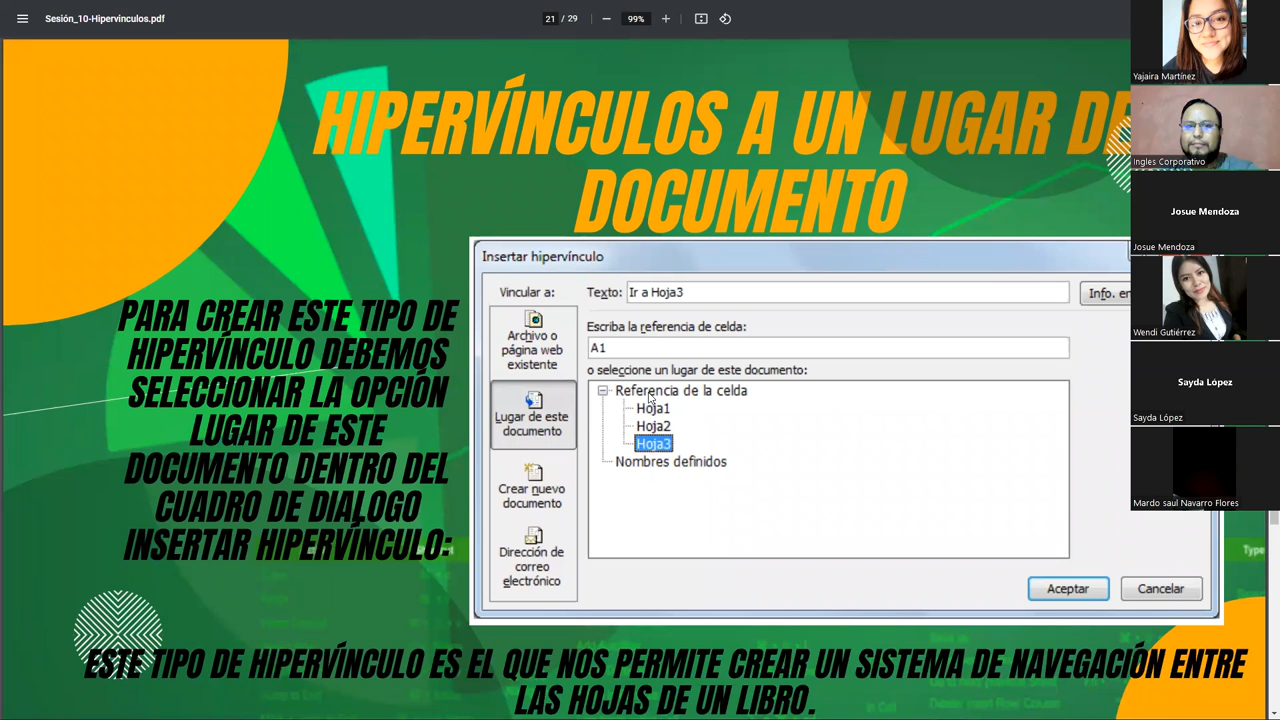 Sesión_10-Hipervinculos.pdf
21 / 29
99%
HIPERVÍNCULOS A UN LUGAR DE
DOCUMENTO
PARA CREAR ESTE TIPO DE
HIPERVÍNCULO DEBEMOS
SELECCIONAR LA OPCIÓN
LUGAR DE ESTE
DOCUMENTO DENTRO DEL
CUADRO DE DIALOGO
INSERTAR HIPERVÍNCULO:
Insertar hipervínculo
Vincular a:
Texto: Ir a Hoja3
Info. en
Archivo o
página web
existente
Lugar de este
documento
Crear nuevo
documento
Dirección de
correo
electrónico
Escriba la referencia de celda:
A1
o seleccione un lugar de este documento:
Referencia de la celda
Hoja1
Hoja2
Hoja3
Nombres definidos
Aceptar
Cancelar
ESTE TIPO DE HIPERVÍNCULO ES EL QUE NOS PERMITE CREAR UN SISTEMA DE NAVEGACIÓN ENTRE
LAS HOJAS DE UN LIBRO.
Yajaira Martínez
Ingles Corporativo
Josue Mendoza
Josue Mendoza
Wendi Gutiérrez
Sayda López
Sayda López
Mardo saul Navarro Flores
Type